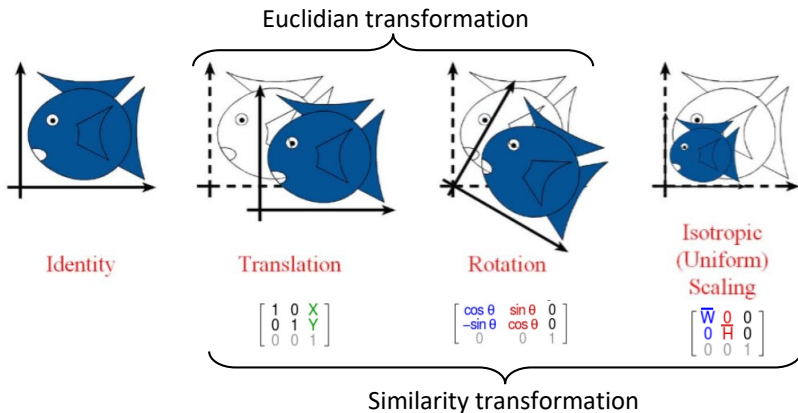 Euclidian transformation
Identity
Translation
Rotation
Isotropic
(Uniform)
Scaling
1 0 X
0 1 Y
0 0 1
cos θ sin θ 0
−sin θ cos θ 0
0 0 1
W 0 0
0 H 0
0 0 1
Similarity transformation